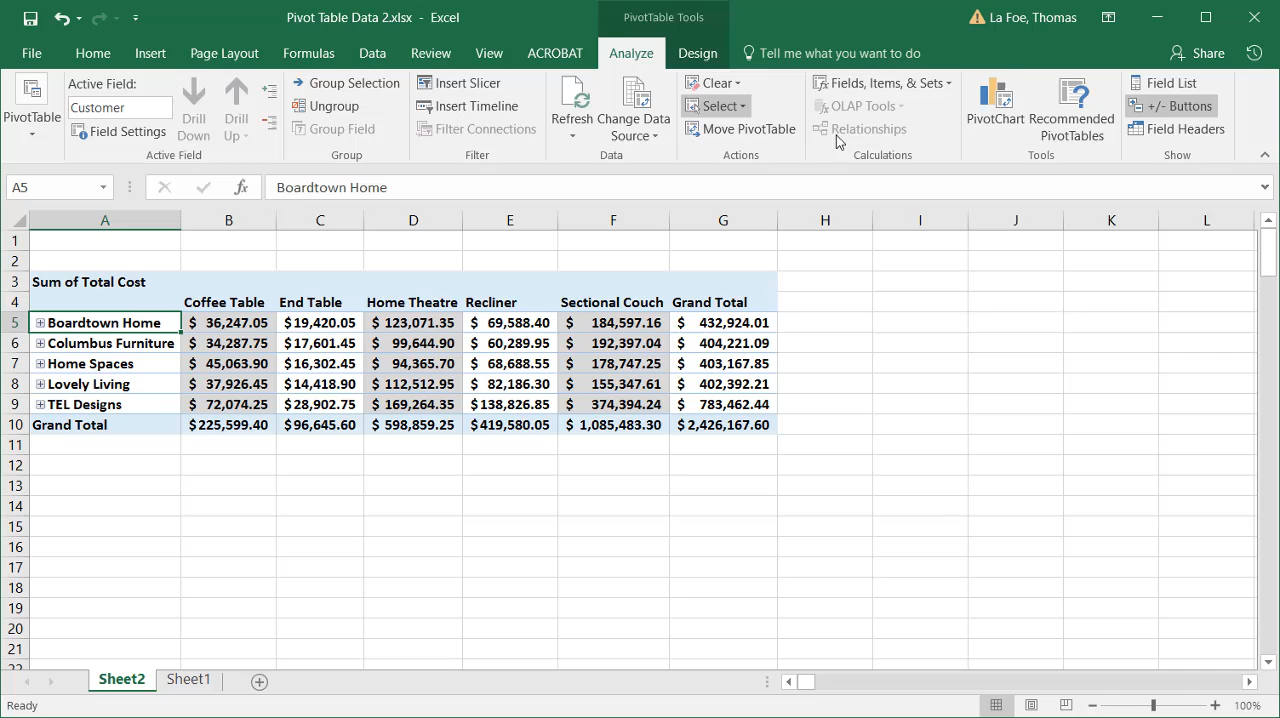 Pivot Table Data 2.xlsx - Excel
PivotTable Tools
La Foe, Thomas
File Home Insert Page Layout Formulas Data Review View ACROBAT Analyze Design Tell me what you want to do Share
PivotTable
Active Field:
Customer
Field Settings
Drill Down
Drill Up
Active Field
Group Selection
Ungroup
Group Field
Group
Insert Slicer
Insert Timeline
Filter Connections
Filter
Refresh
Change Data Source
Data
Clear
Select
Move PivotTable
Actions
Fields, Items, & Sets
OLAP Tools
Relationships
Calculations
PivotChart
Recommended PivotTables
Tools
Field List
+/- Buttons
Field Headers
Show
A5 fx Boardtown Home
A B C D E F G H I J K L
1
2
3 Sum of Total Cost
4 Coffee Table End Table Home Theatre Recliner Sectional Couch Grand Total
5 Boardtown Home $ 36,247.05 $19,420.05 $ 123,071.35 $ 69,588.40 $ 184,597.16 $ 432,924.01
6 Columbus Furniture $ 34,287.75 $17,601.45 $ 99,644.90 $ 60,289.95 $ 192,397.04 $ 404,221.09
7 Home Spaces $ 45,063.90 $16,302.45 $ 94,365.70 $ 68,688.55 $ 178,747.25 $ 403,167.85
8 Lovely Living $ 37,926.45 $14,418.90 $ 112,512.95 $ 82,186.30 $ 155,347.61 $ 402,392.21
9 TEL Designs $ 72,074.25 $28,902.75 $ 169,264.35 $138,826.85 $ 374,394.24 $ 783,462.44
10 Grand Total $225,599.40 $96,645.60 $ 598,859.25 $419,580.05 $ 1,085,483.30 $ 2,426,167.60
11
12
13
14
15
16
17
18
19
20
21
22
Sheet2 Sheet1
Ready 100%